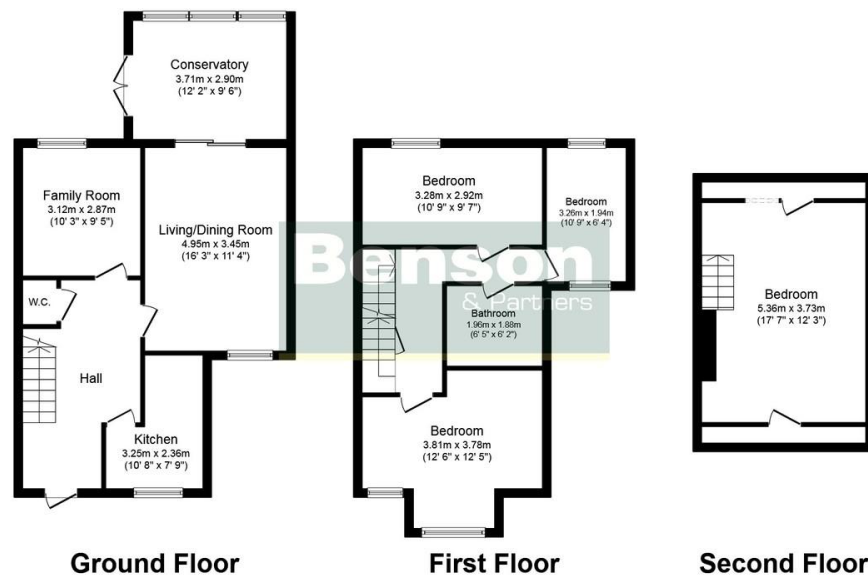 Conservatory
3.71m x 2.90m
(12' 2" x 9' 6")
Family Room
3.12m x 2.87m
(10' 3" x 9' 5")
Living/Dining Room
4.95m x 3.45m
(16' 3" x 11' 4")
W.C.
Hall
Kitchen
3.25m x 2.36m
(10' 8" x 7' 9")
Ground Floor
Bedroom
3.28m x 2.92m
(10' 9" x 9' 7")
Bedroom
3.26m x 1.94m
(10' 9" x 6' 4")
Benson
& Partners
Bathroom
1.96m x 1.88m
(6' 5" x 6' 2")
Bedroom
3.81m x 3.78m
(12' 6" x 12' 5")
First Floor
Bedroom
5.36m x 3.73m
(17' 7" x 12' 3")
Second Floor